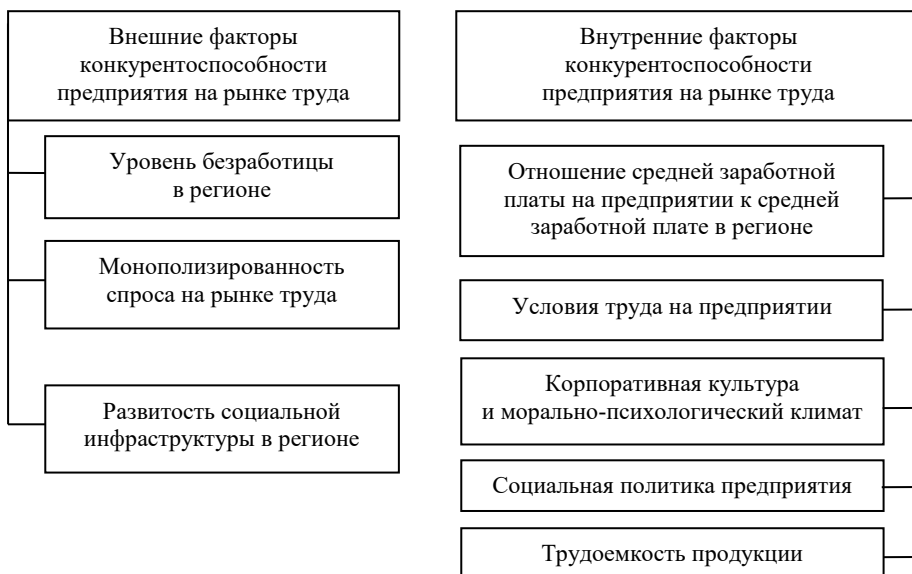 Внешние факторы
конкурентоспособности
предприятия на рынке труда
Уровень безработицы
в регионе
Монополизированность
спроса на рынке труда
Развитость социальной
инфраструктуры в регионе
Внутренние факторы
конкурентоспособности
предприятия на рынке труда
Отношение средней заработной
платы на предприятии к средней
заработной плате в регионе
Условия труда на предприятии
Корпоративная культура
и морально-психологический климат
Социальная политика предприятия
Трудоемкость продукции